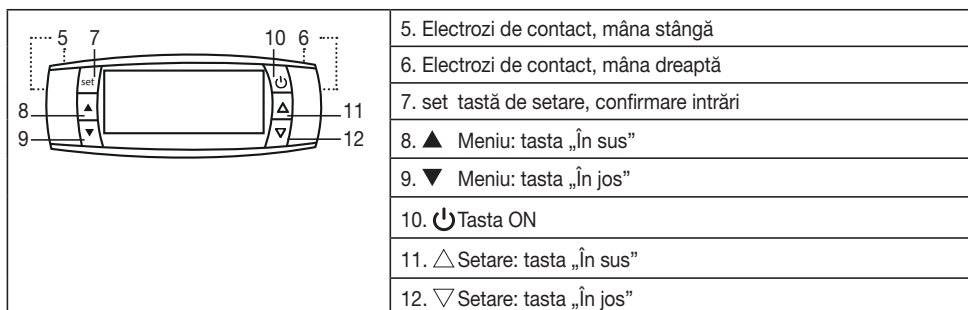 5 7 10 6
set
8 11
9 12
5. Electrozi de contact, mâna stângă
6. Electrozi de contact, mâna dreaptă
7. set tastă de setare, confirmare intrări
8. ▲ Meniu: tasta „În sus”
9. ▼ Meniu: tasta „În jos”
10. ⏻ Tasta ON
11. △ Setare: tasta „În sus”
12. ▽ Setare: tasta „În jos”